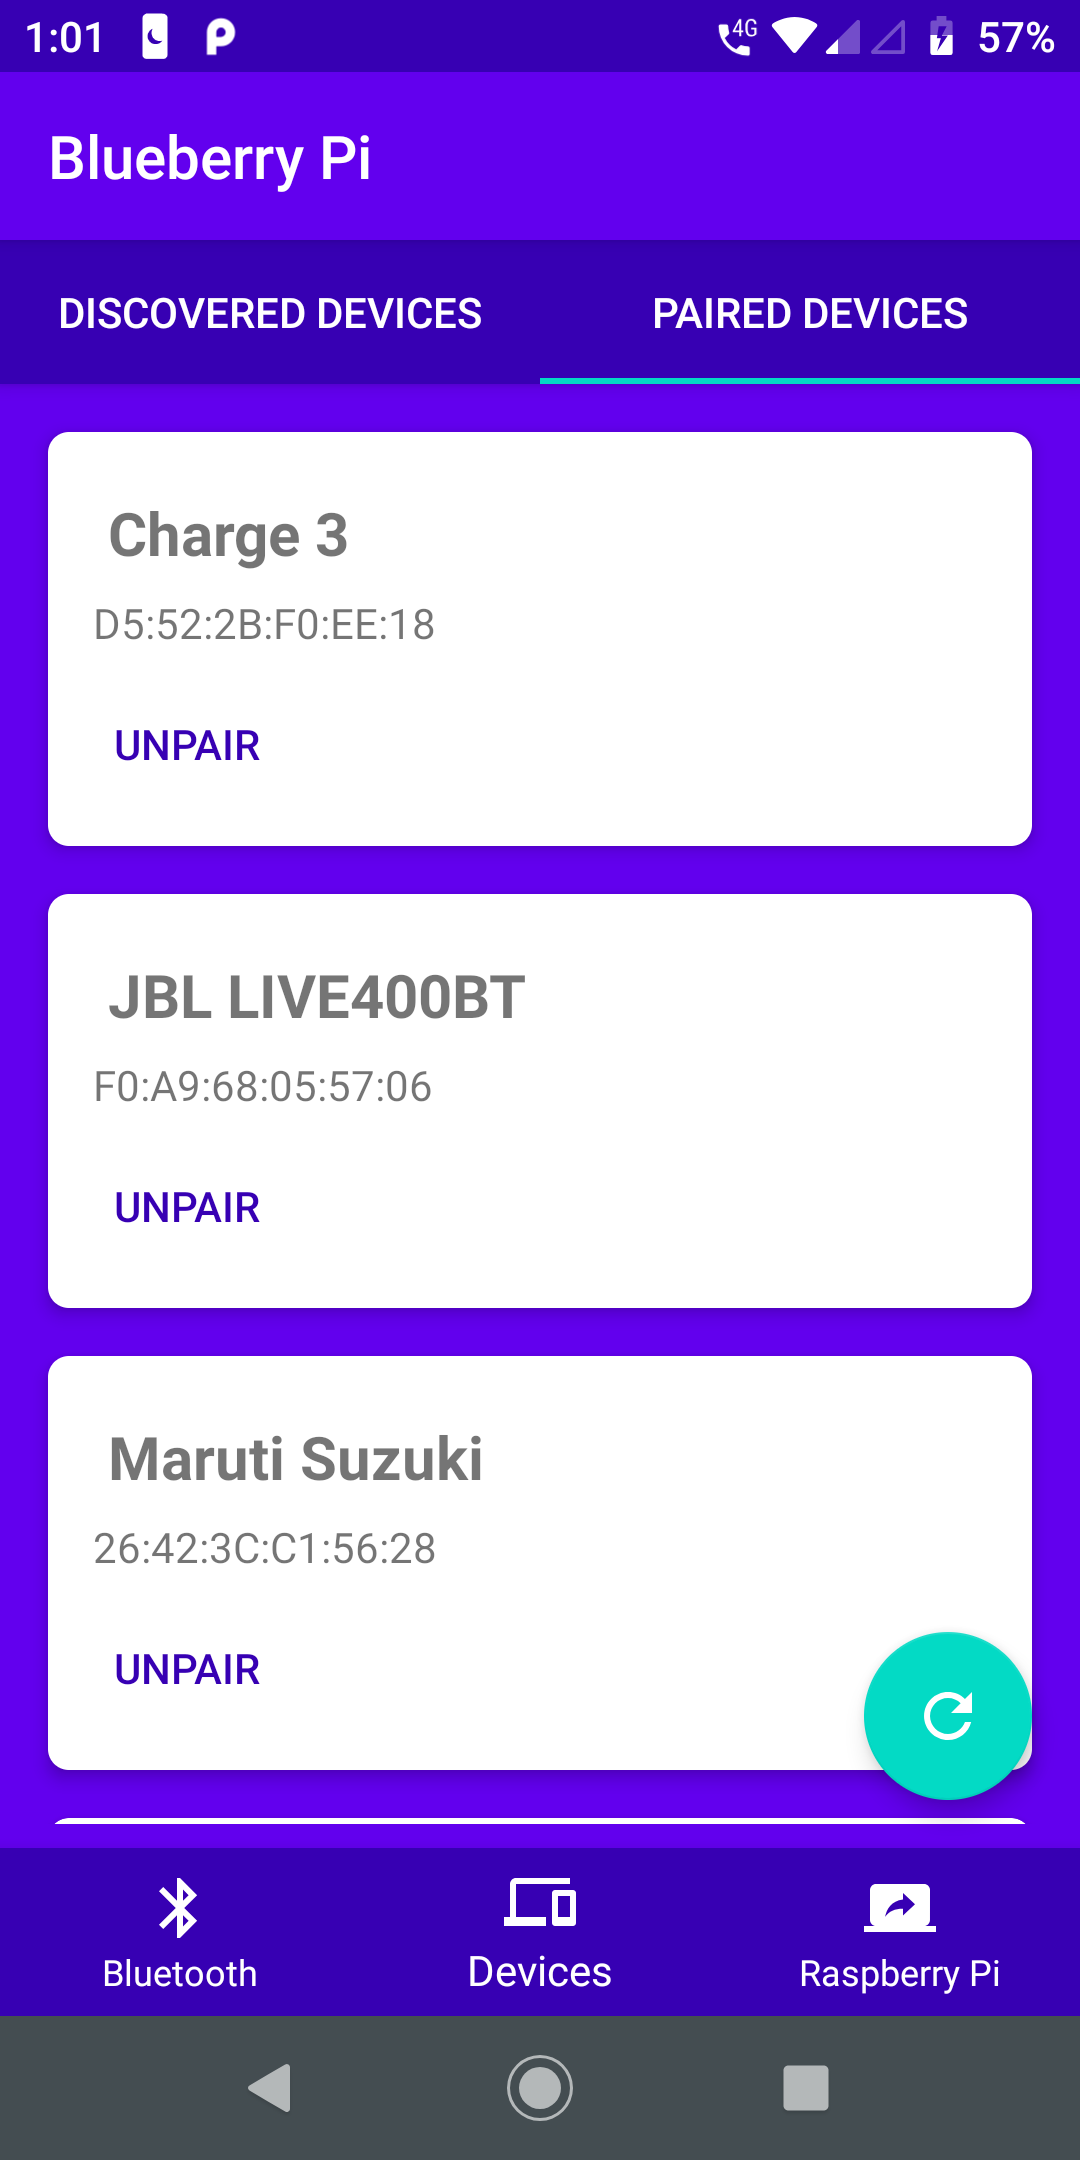 1:01
4G
57%
Blueberry Pi
DISCOVERED DEVICES
PAIRED DEVICES
Charge 3
D5:52:2B:F0:EE:18
UNPAIR
JBL LIVE400BT
F0:A9:68:05:57:06
UNPAIR
Maruti Suzuki
26:42:3C:C1:56:28
UNPAIR
Bluetooth
Devices
Raspberry Pi